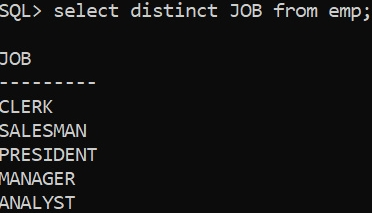 SQL> select distinct JOB from emp;
JOB
---------
CLERK
SALESMAN
PRESIDENT
MANAGER
ANALYST